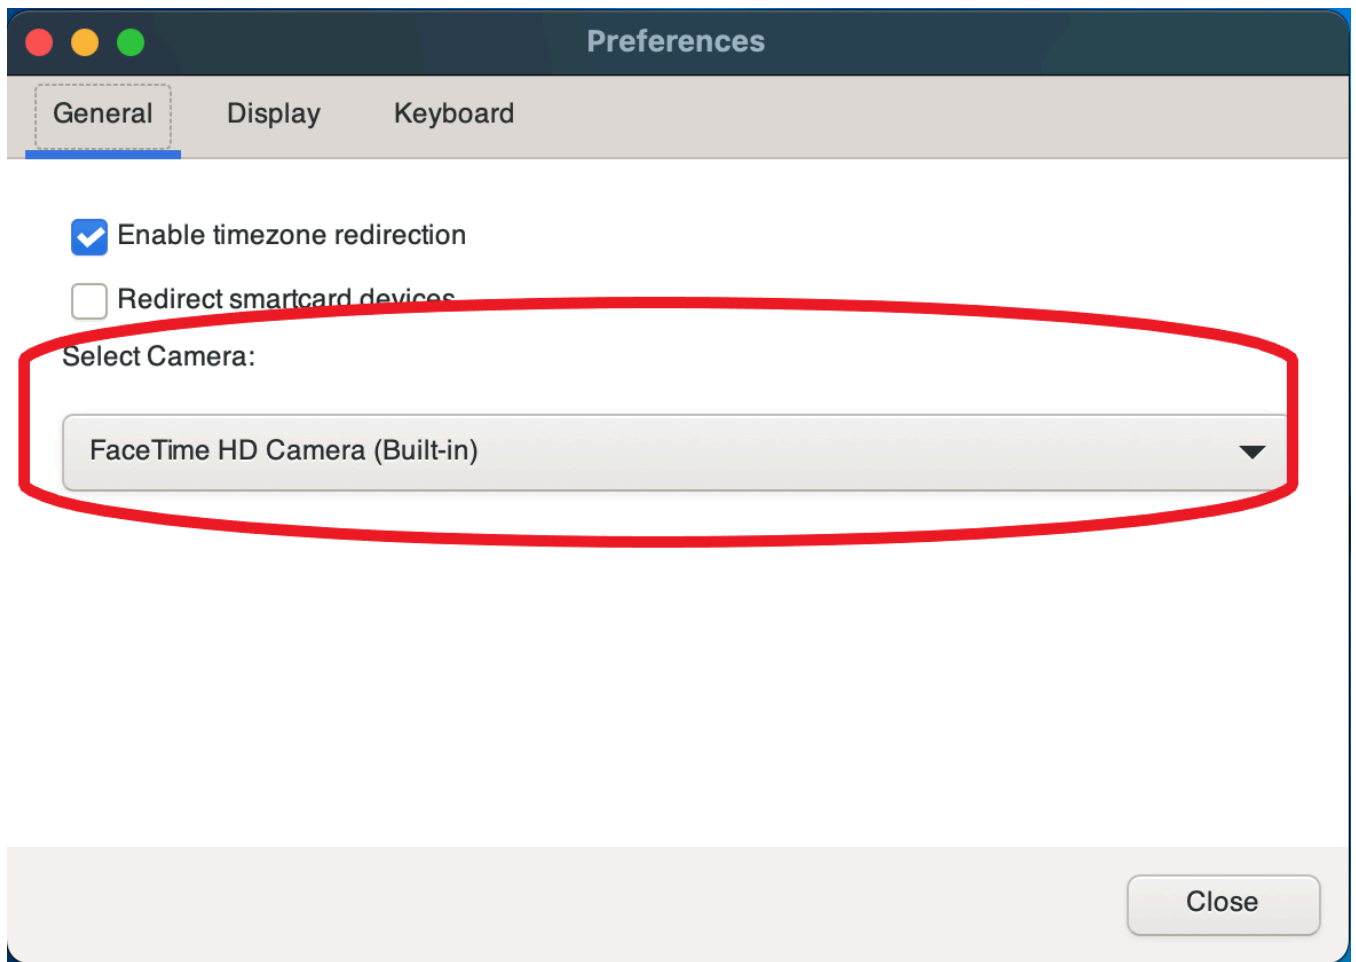 Preferences
General Display Keyboard
Enable timezone redirection
Redirect smartcard devices
Select Camera:
FaceTime HD Camera (Built-in)
Close